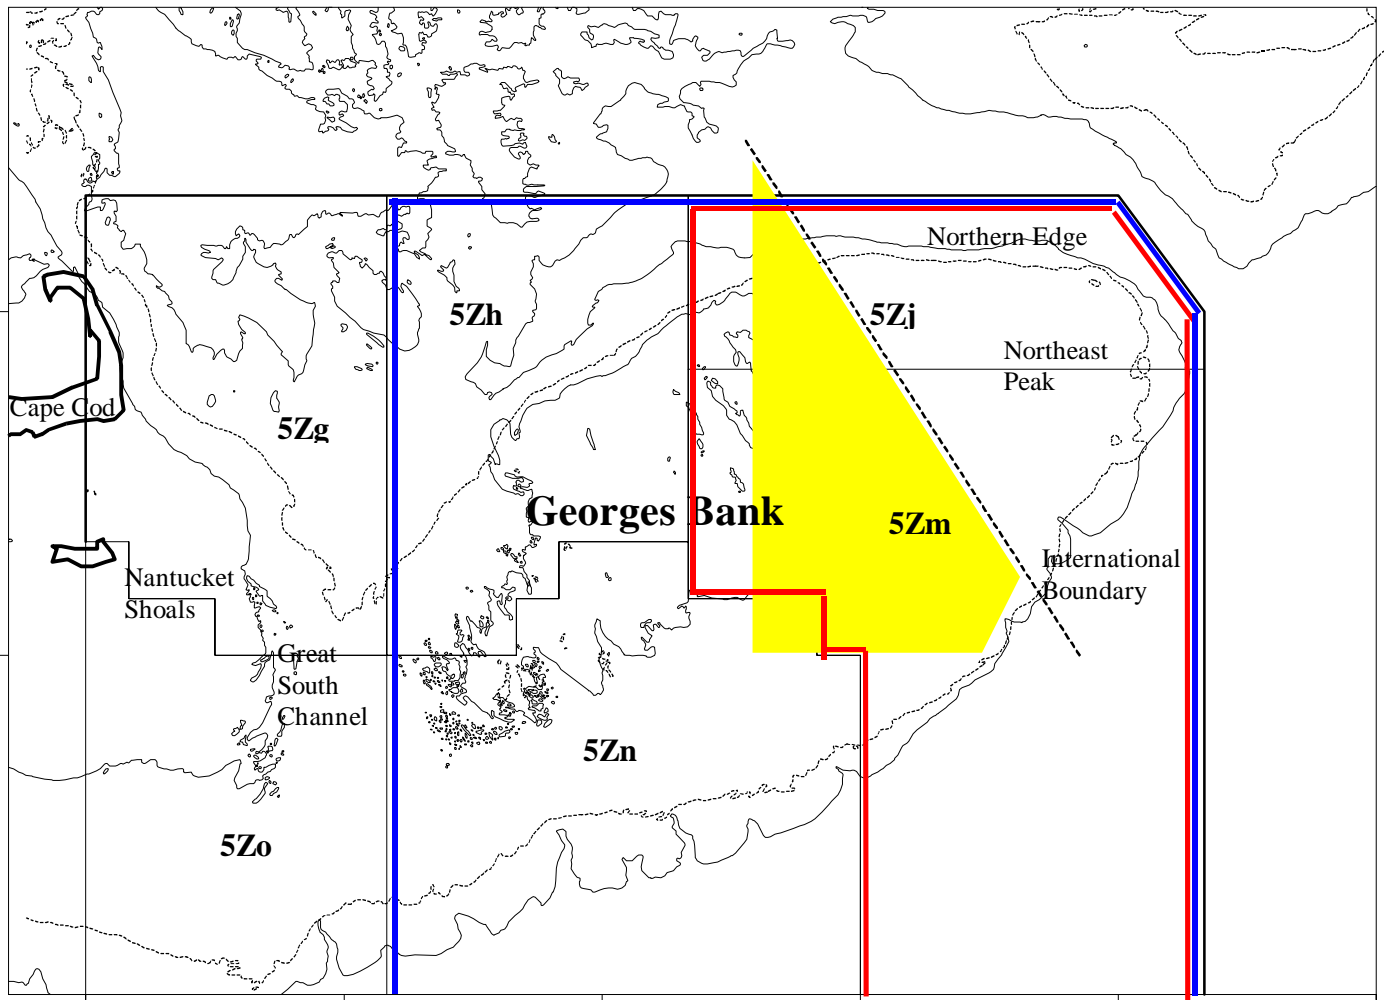 Northern Edge
5Zh
5Zj
Northeast
Peak
Cape Cod
5Zg
Georges Bank
5Zm
International
Boundary
Nantucket
Shoals
Great
South
Channel
5Zn
5Zo